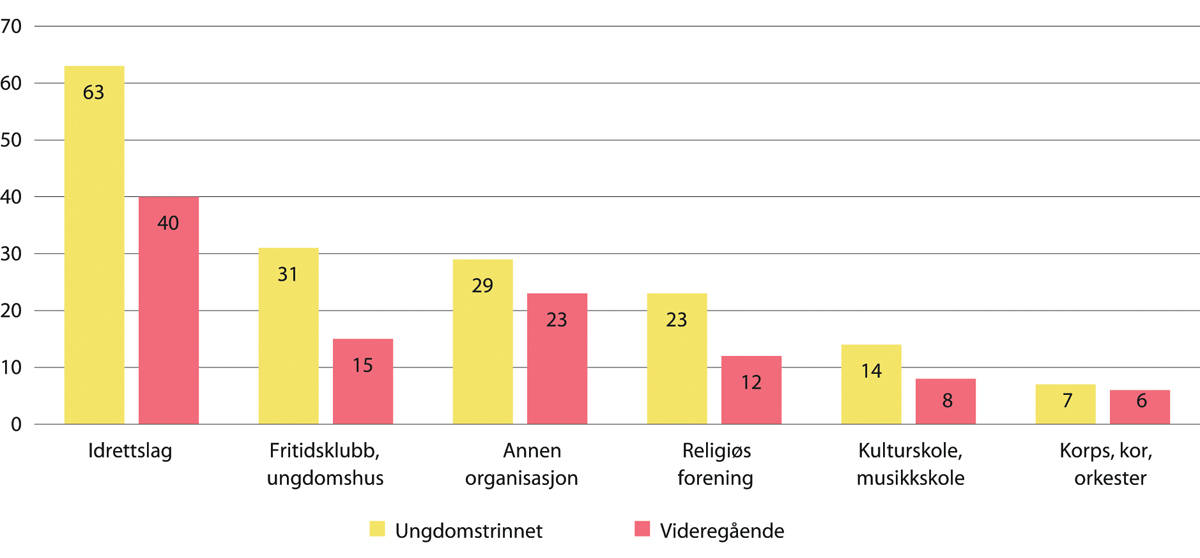 70
60
50
40
30
20
10
0
63
40
31
15
29
23
23
12
14
8
7
6
Idrettslag
Fritidsklubb,
ungdomshus
Annen
organisasjon
Religiøs
forening
Kulturskole,
musikkskole
Korps, kor,
orkester
Ungdomstrinnet
Videregående